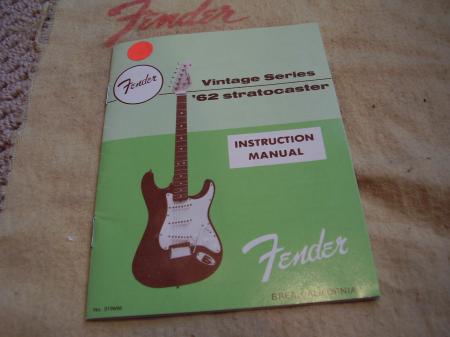 Fender
Fender
Vintage Series
'62 stratocaster
INSTRUCTION
MANUAL
Fender
BREA, CALIFORNIA